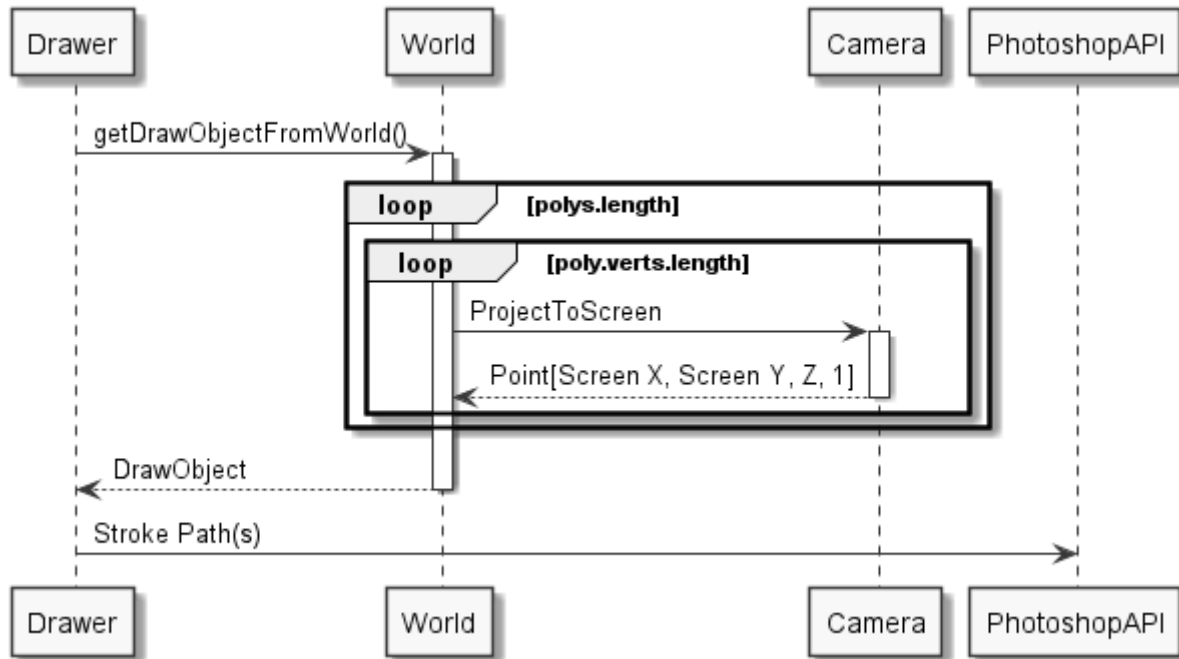 Drawer
World
Camera
PhotoshopAPI
getDrawObjectFromWorld()
loop
[polys.length]
loop
[poly.verts.length]
ProjectToScreen
Point[Screen X, Screen Y, Z, 1]
DrawObject
Stroke Path(s)
Drawer
World
Camera
PhotoshopAPI